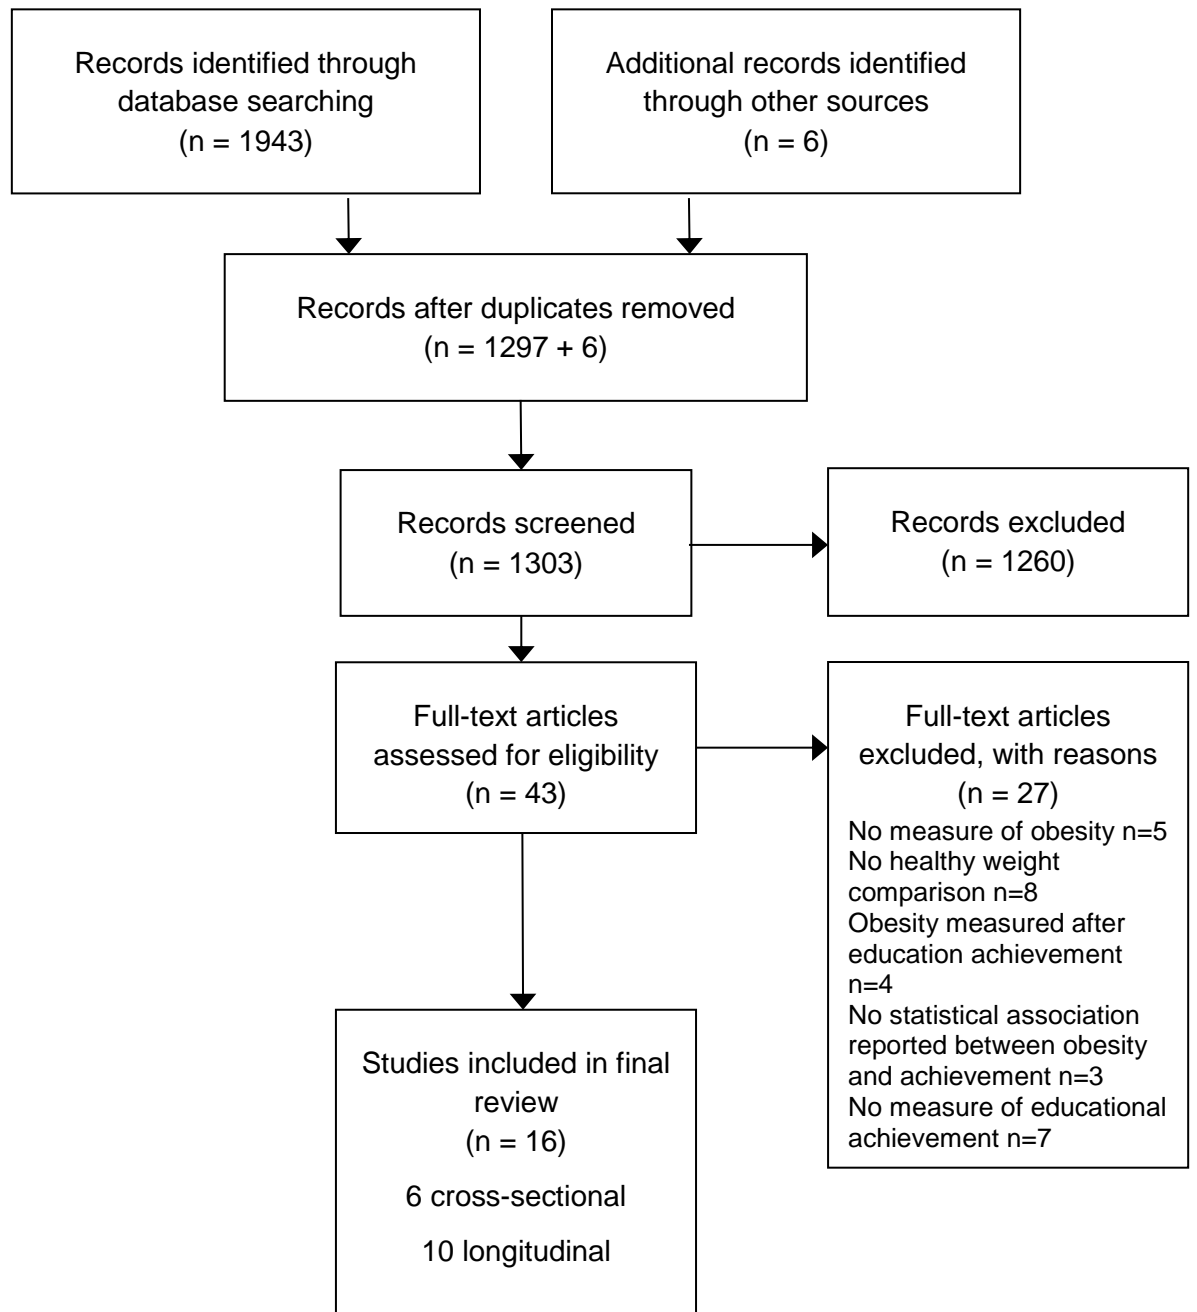 Records identified through
database searching
(n = 1943)
Additional records identified
through other sources
(n = 6)
Records after duplicates removed
(n = 1297 + 6)
Records screened
(n = 1303)
Records excluded
(n = 1260)
Full-text articles
assessed for eligibility
(n = 43)
Full-text articles
excluded, with reasons
(n = 27)
No measure of obesity n=5
No healthy weight
comparison n=8
Obesity measured after
education achievement
n=4
No statistical association
reported between obesity
and achievement n=3
No measure of educational
achievement n=7
Studies included in final
review
(n = 16)
6 cross-sectional
10 longitudinal